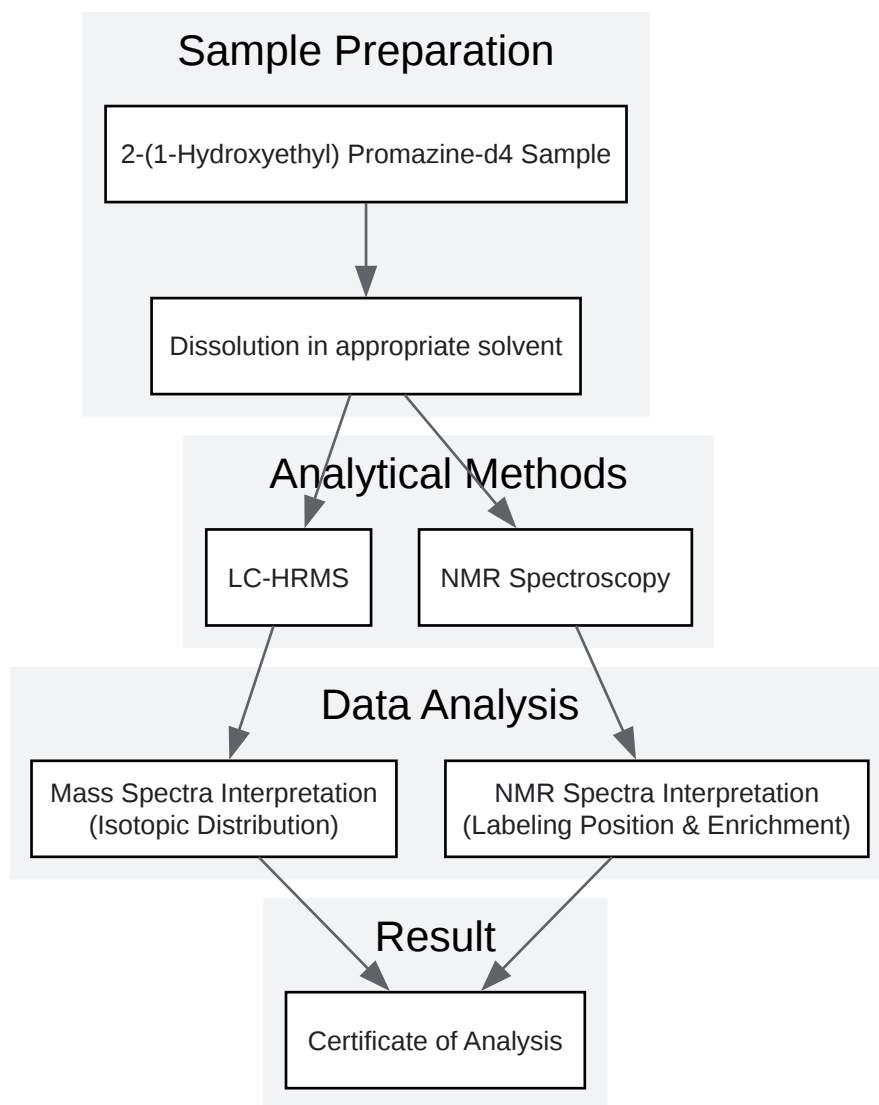 Sample Preparation
2-(1-Hydroxyethyl) Promazine-d4 Sample
Dissolution in appropriate solvent
Analytical Methods
LC-HRMS
NMR Spectroscopy
Data Analysis
Mass Spectra Interpretation
(Isotopic Distribution)
NMR Spectra Interpretation
(Labeling Position & Enrichment)
Result
Certificate of Analysis